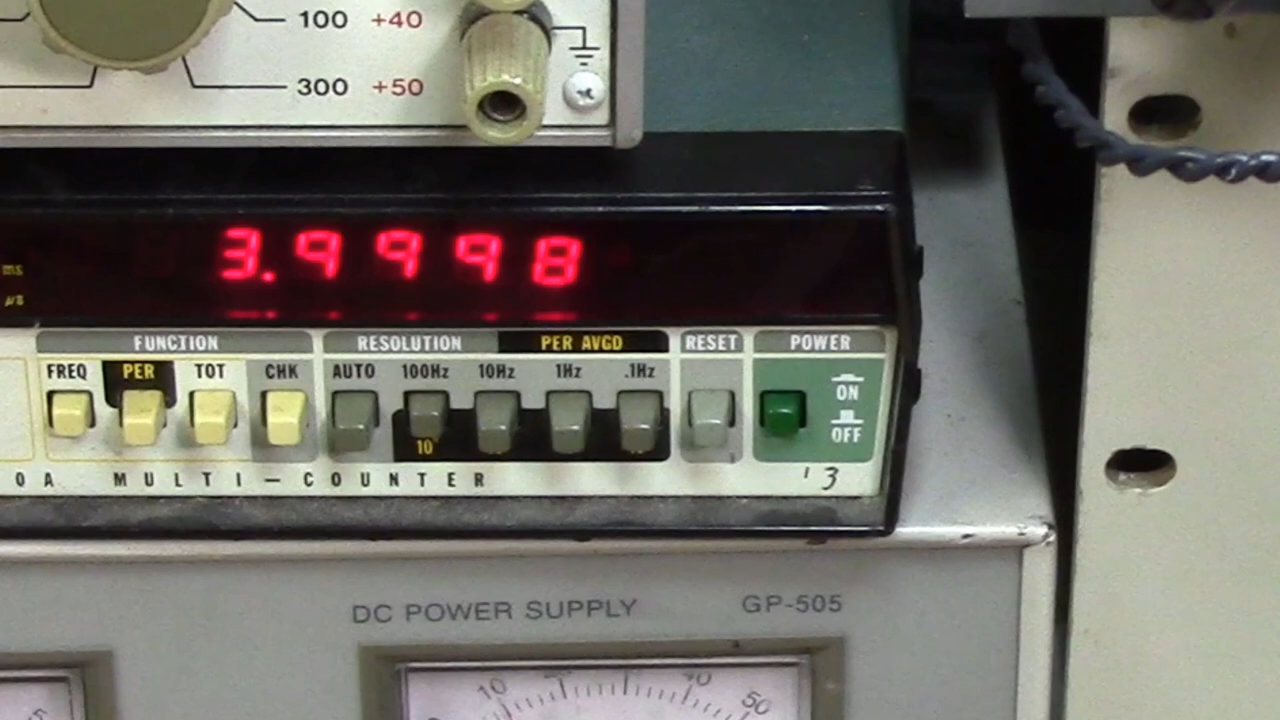 100 +40
300 +50
3.9998
ms
μs
FUNCTION RESOLUTION PER AVGD RESET POWER
FREQ PER TOT CHK AUTO 100Hz 10Hz 1Hz .1Hz
ON
10
OFF
0A MULTI-COUNTER
'3
DC POWER SUPPLY GP-505
10 50